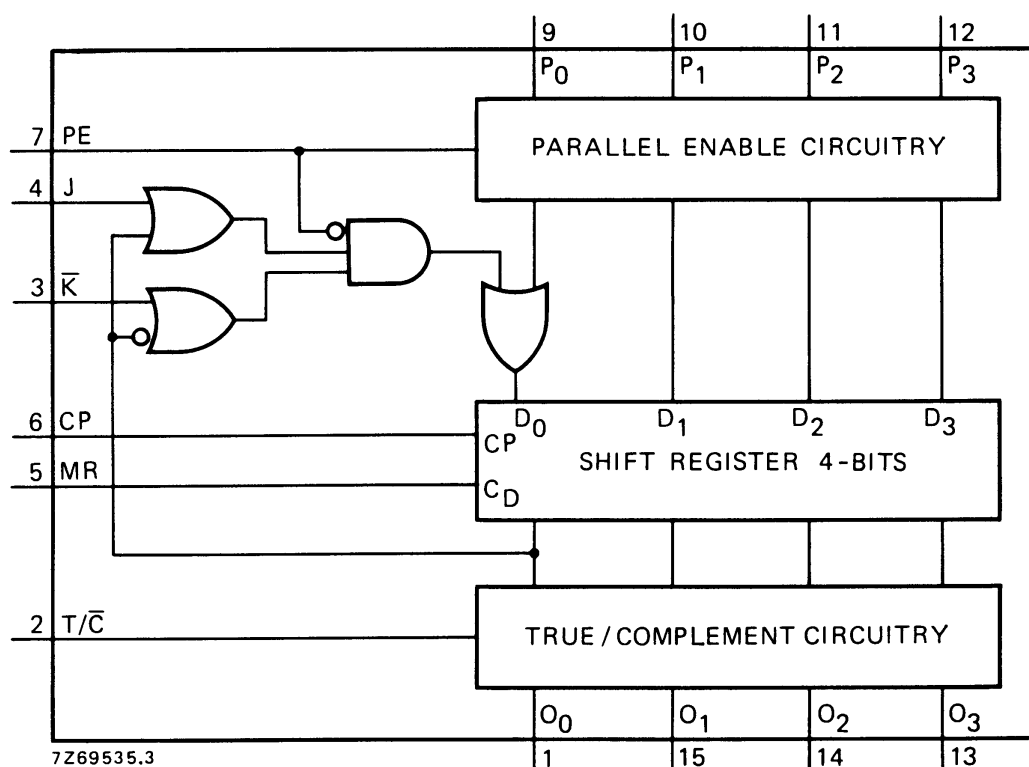 9 10 11 12
P0 P1 P2 P3
7 PE
PARALLEL ENABLE CIRCUITRY
4 J
3 K̅
D0 D1 D2 D3
6 CP
CP
SHIFT REGISTER 4-BITS
5 MR
CD
2 T/C̅
TRUE/COMPLEMENT CIRCUITRY
O0 O1 O2 O3
7Z69535.3
1 15 14 13